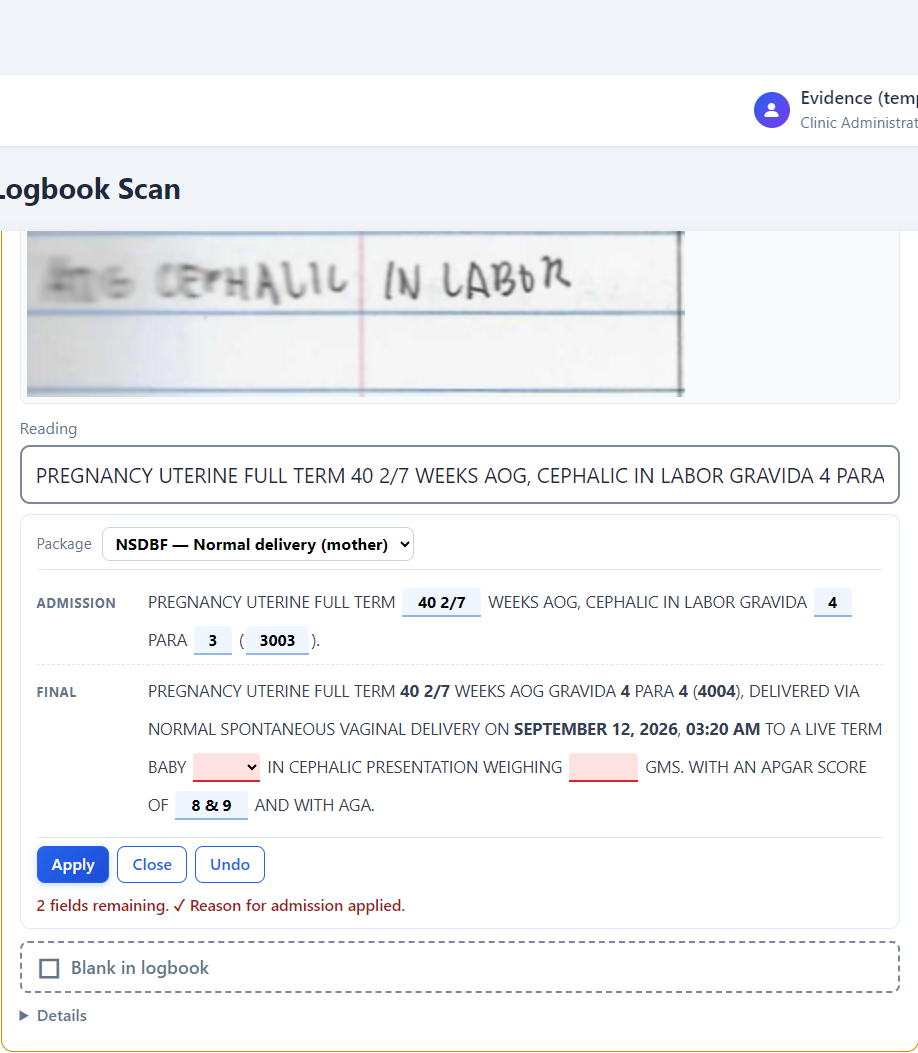 Evidence (temp
Clinic Administrat
Logbook Scan
CEPHALIC IN LABOR
Reading
PREGNANCY UTERINE FULL TERM 40 2/7 WEEKS AOG, CEPHALIC IN LABOR GRAVIDA 4 PARA
Package NSDBF — Normal delivery (mother)
ADMISSION PREGNANCY UTERINE FULL TERM 40 2/7 WEEKS AOG, CEPHALIC IN LABOR GRAVIDA 4
PARA 3 ( 3003 ).
FINAL PREGNANCY UTERINE FULL TERM 40 2/7 WEEKS AOG GRAVIDA 4 PARA 4 (4004), DELIVERED VIA
NORMAL SPONTANEOUS VAGINAL DELIVERY ON SEPTEMBER 12, 2026, 03:20 AM TO A LIVE TERM
BABY IN CEPHALIC PRESENTATION WEIGHING GMS. WITH AN APGAR SCORE
OF 8 & 9 AND WITH AGA.
Apply Close Undo
2 fields remaining. ✓ Reason for admission applied.
Blank in logbook
Details